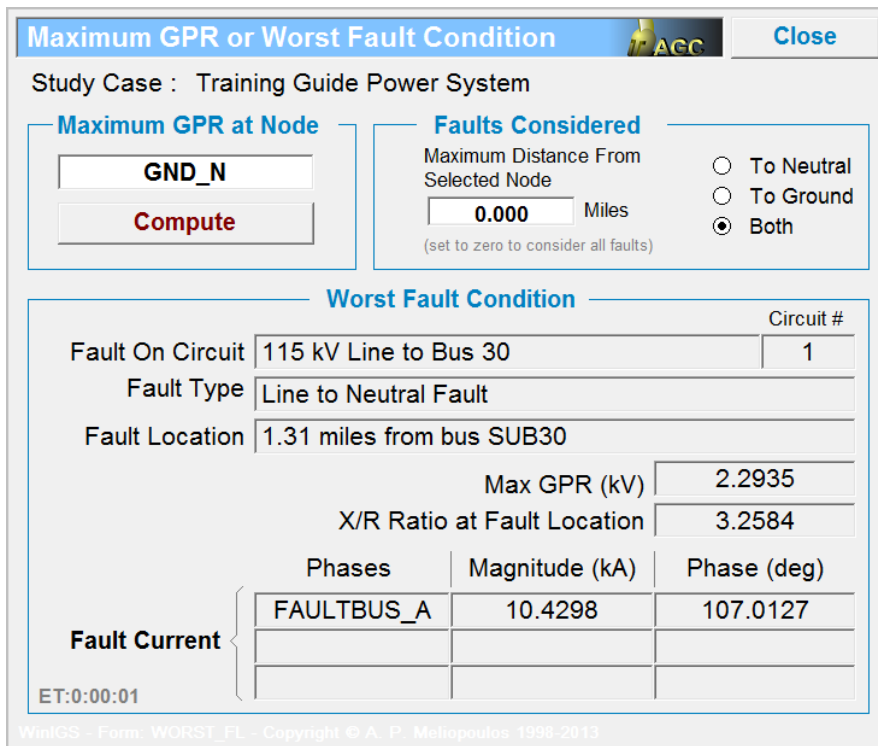 Maximum GPR or Worst Fault Condition
AGC
Close
Study Case : Training Guide Power System
Maximum GPR at Node
GND_N
Compute
Faults Considered
Maximum Distance From
Selected Node
0.000 Miles
(set to zero to consider all faults)
To Neutral
To Ground
Both
Worst Fault Condition
Circuit #
Fault On Circuit 115 kV Line to Bus 30 1
Fault Type Line to Neutral Fault
Fault Location 1.31 miles from bus SUB30
Max GPR (kV) 2.2935
X/R Ratio at Fault Location 3.2584
Phases Magnitude (kA) Phase (deg)
Fault Current FAULTBUS_A 10.4298 107.0127
ET:0:00:01
WinIGS - Form: WORST_FL - Copyright © A. P. Meliopoulos 1998-2013